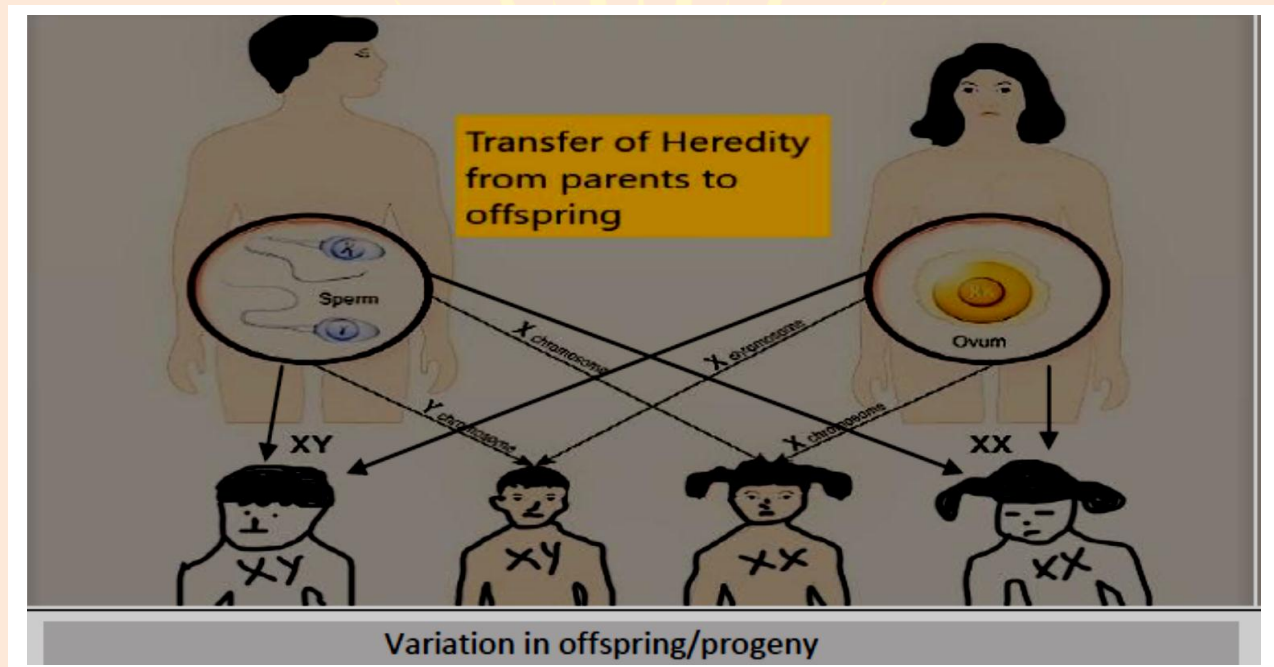 Transfer of Heredity
from parents to
offspring
X
Sperm
Y
XX
Ovum
X chromosome
X chromosome
Y chromosome
X chromosome
XY
XX
XY
XY
XX
XX
Variation in offspring/progeny